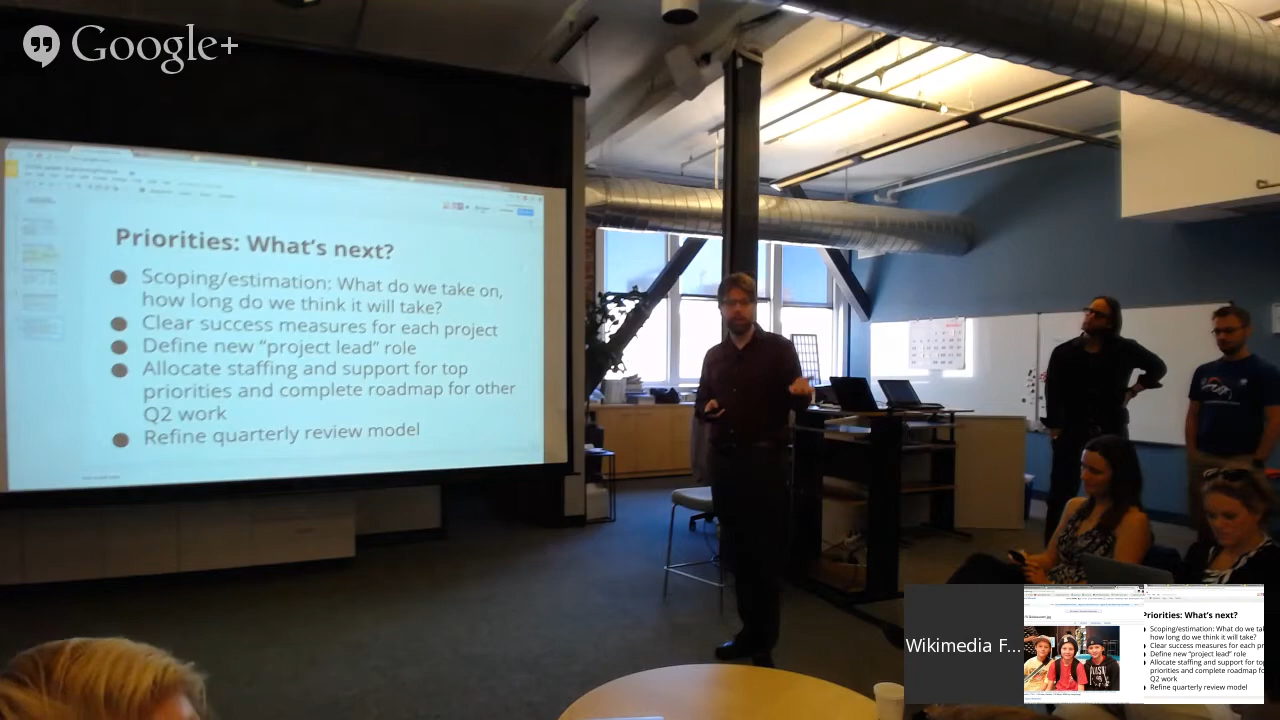 Google+
Priorities: What's next?
Scoping/estimation: What do we take on,
how long do we think it will take?
Clear success measures for each project
Define new "project lead" role
Allocate staffing and support for top
priorities and complete roadmap for other
Q2 work
Refine quarterly review model
Wikimedia F...
Priorities: What's next?
Scoping/estimation: What do we tak
how long do we think it will take?
Clear success measures for each pr
Define new "project lead" role
Allocate staffing and support for top
priorities and complete roadmap fo
Q2 work
Refine quarterly review model